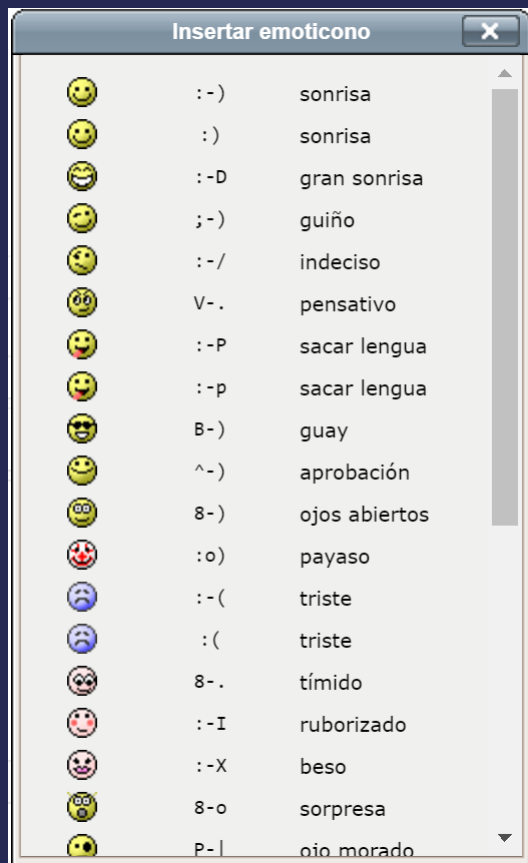 Insertar emoticono
:-) sonrisa
:) sonrisa
:-D gran sonrisa
;-) guiño
:-/ indeciso
V-. pensativo
:-P sacar lengua
:-p sacar lengua
B-) guay
^-) aprobación
8-) ojos abiertos
:o) payaso
:-( triste
:( triste
8-. tímido
:-I ruborizado
:-X beso
8-o sorpresa
P-| ojo morado